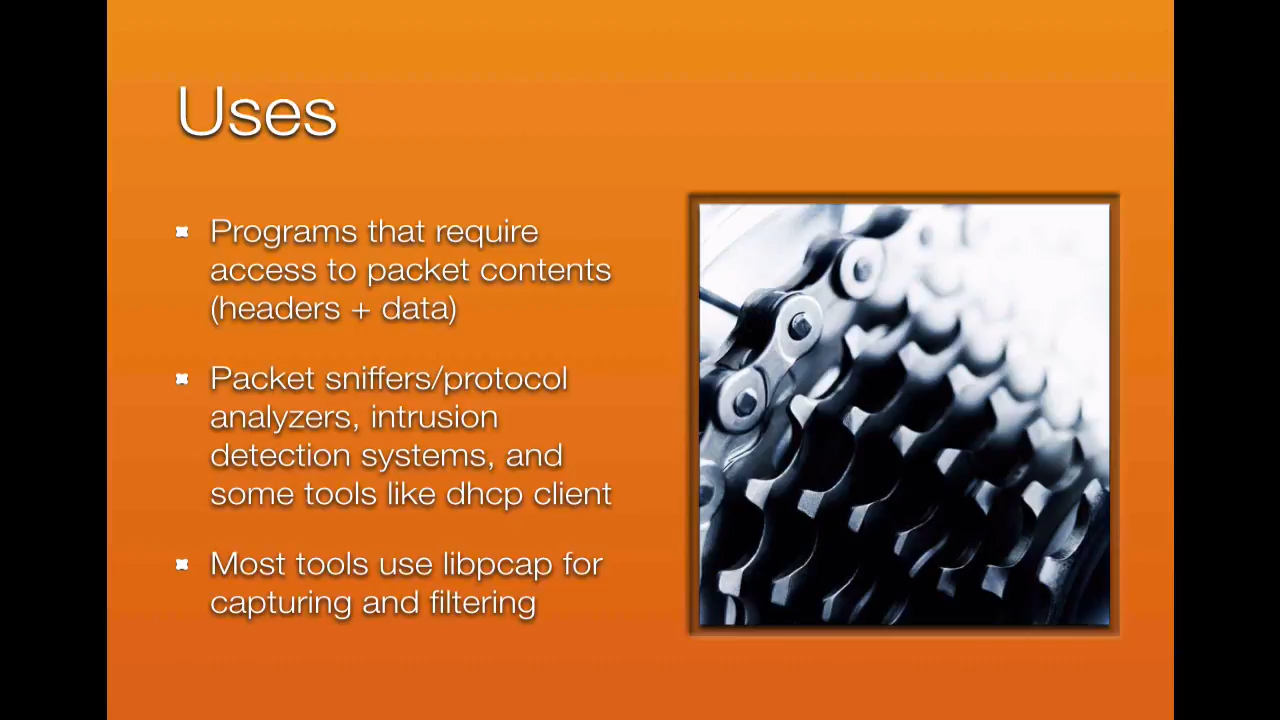 Uses
Programs that require
access to packet contents
(headers + data)
Packet sniffers/protocol
analyzers, intrusion
detection systems, and
some tools like dhcp client
Most tools use libpcap for
capturing and filtering